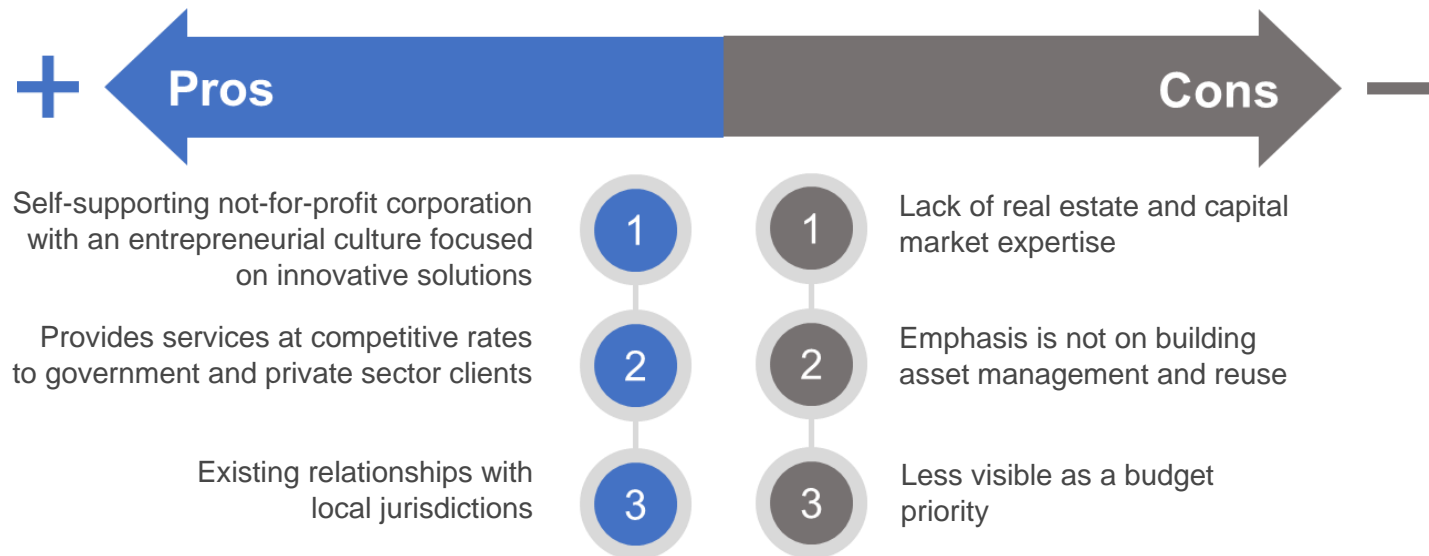 +
Pros
Cons
−
Self-supporting not-for-profit corporation
with an entrepreneurial culture focused
on innovative solutions
1
1
Lack of real estate and capital
market expertise
Provides services at competitive rates
to government and private sector clients
2
2
Emphasis is not on building
asset management and reuse
Existing relationships with
local jurisdictions
3
3
Less visible as a budget
priority